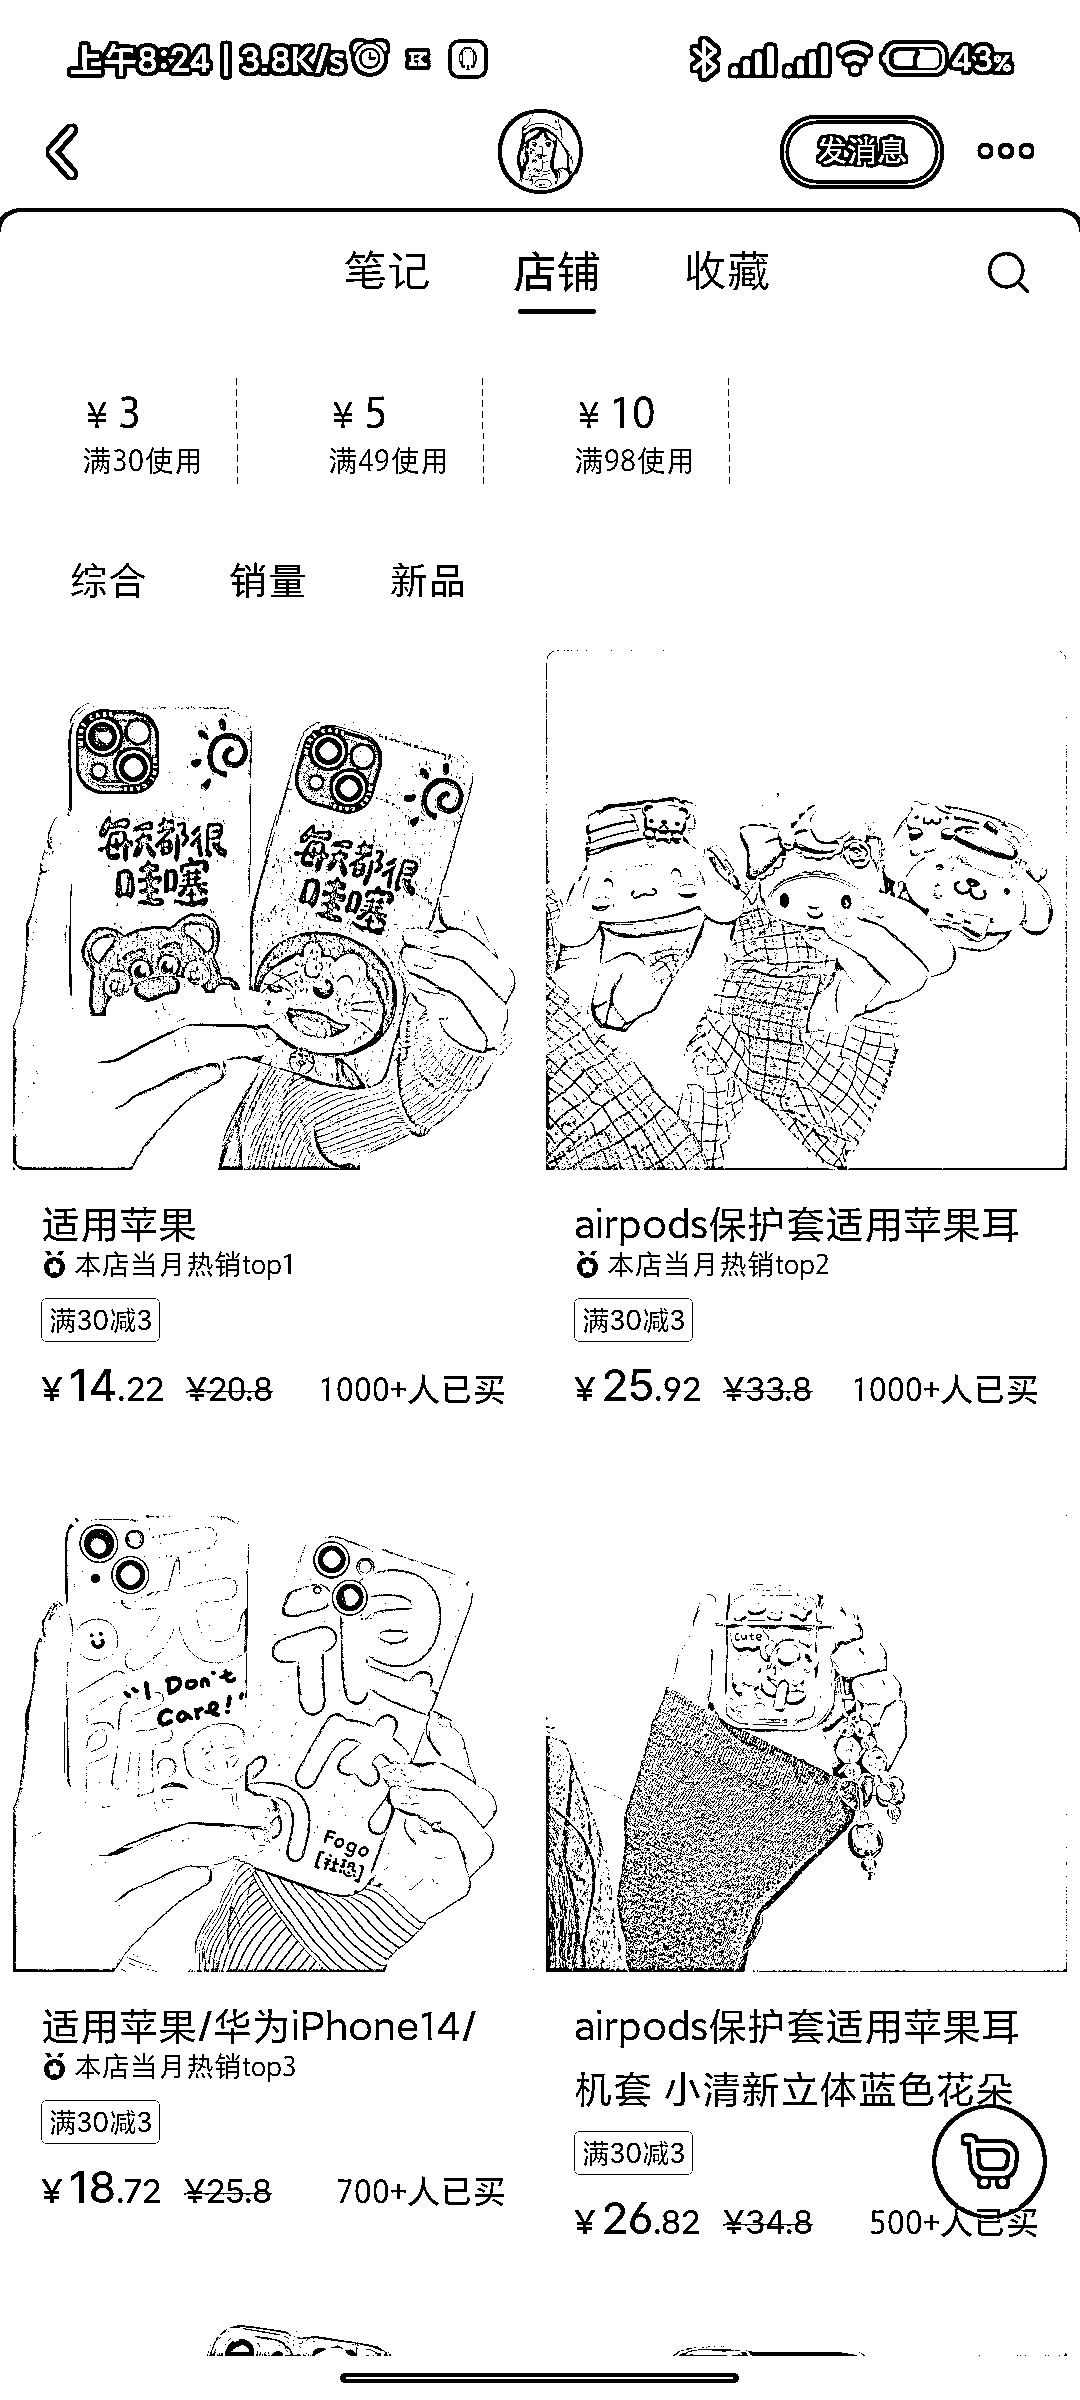 上午8:24 | 3.8K/s
43%
发消息
笔记 店铺 收藏
¥3 ¥5 ¥10
满30使用 满49使用 满98使用
综合 销量 新品
每天都很
哇噻
每天都很
哇噻
适用苹果
本店当月热销top1
满30减3
¥14.22 ¥20.8 1000+人已买
airpods保护套适用苹果耳
本店当月热销top2
满30减3
¥25.92 ¥33.8 1000+人已买
"I Don't
Care!"
Fogo
[社恐]
cute
适用苹果/华为iPhone14/
本店当月热销top3
满30减3
¥18.72 ¥25.8 700+人已买
airpods保护套适用苹果耳
机套 小清新立体蓝色花朵
满30减3
¥26.82 ¥34.8 500+人已买